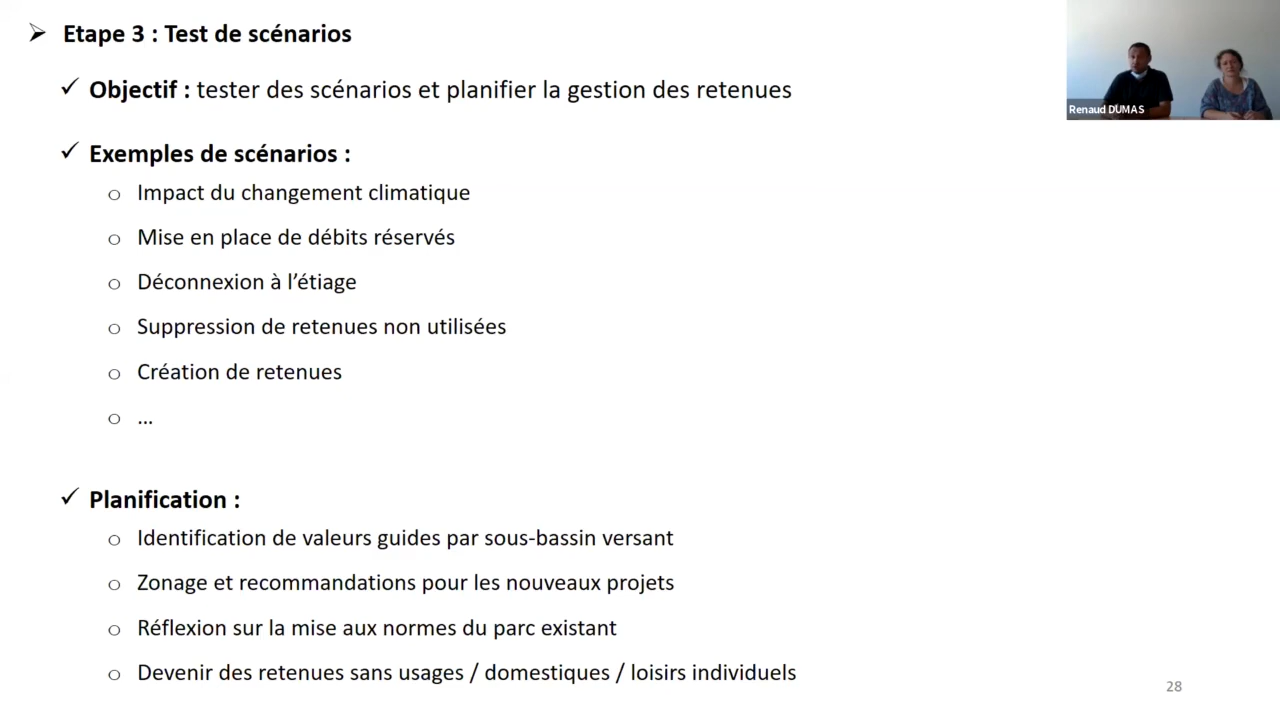 Etape 3 : Test de scénarios
Objectif : tester des scénarios et planifier la gestion des retenues
Exemples de scénarios :
Impact du changement climatique
Mise en place de débits réservés
Déconnexion à l’étiage
Suppression de retenues non utilisées
Création de retenues
...
Planification :
Identification de valeurs guides par sous-bassin versant
Zonage et recommandations pour les nouveaux projets
Réflexion sur la mise aux normes du parc existant
Devenir des retenues sans usages / domestiques / loisirs individuels
Renaud DUMAS
28